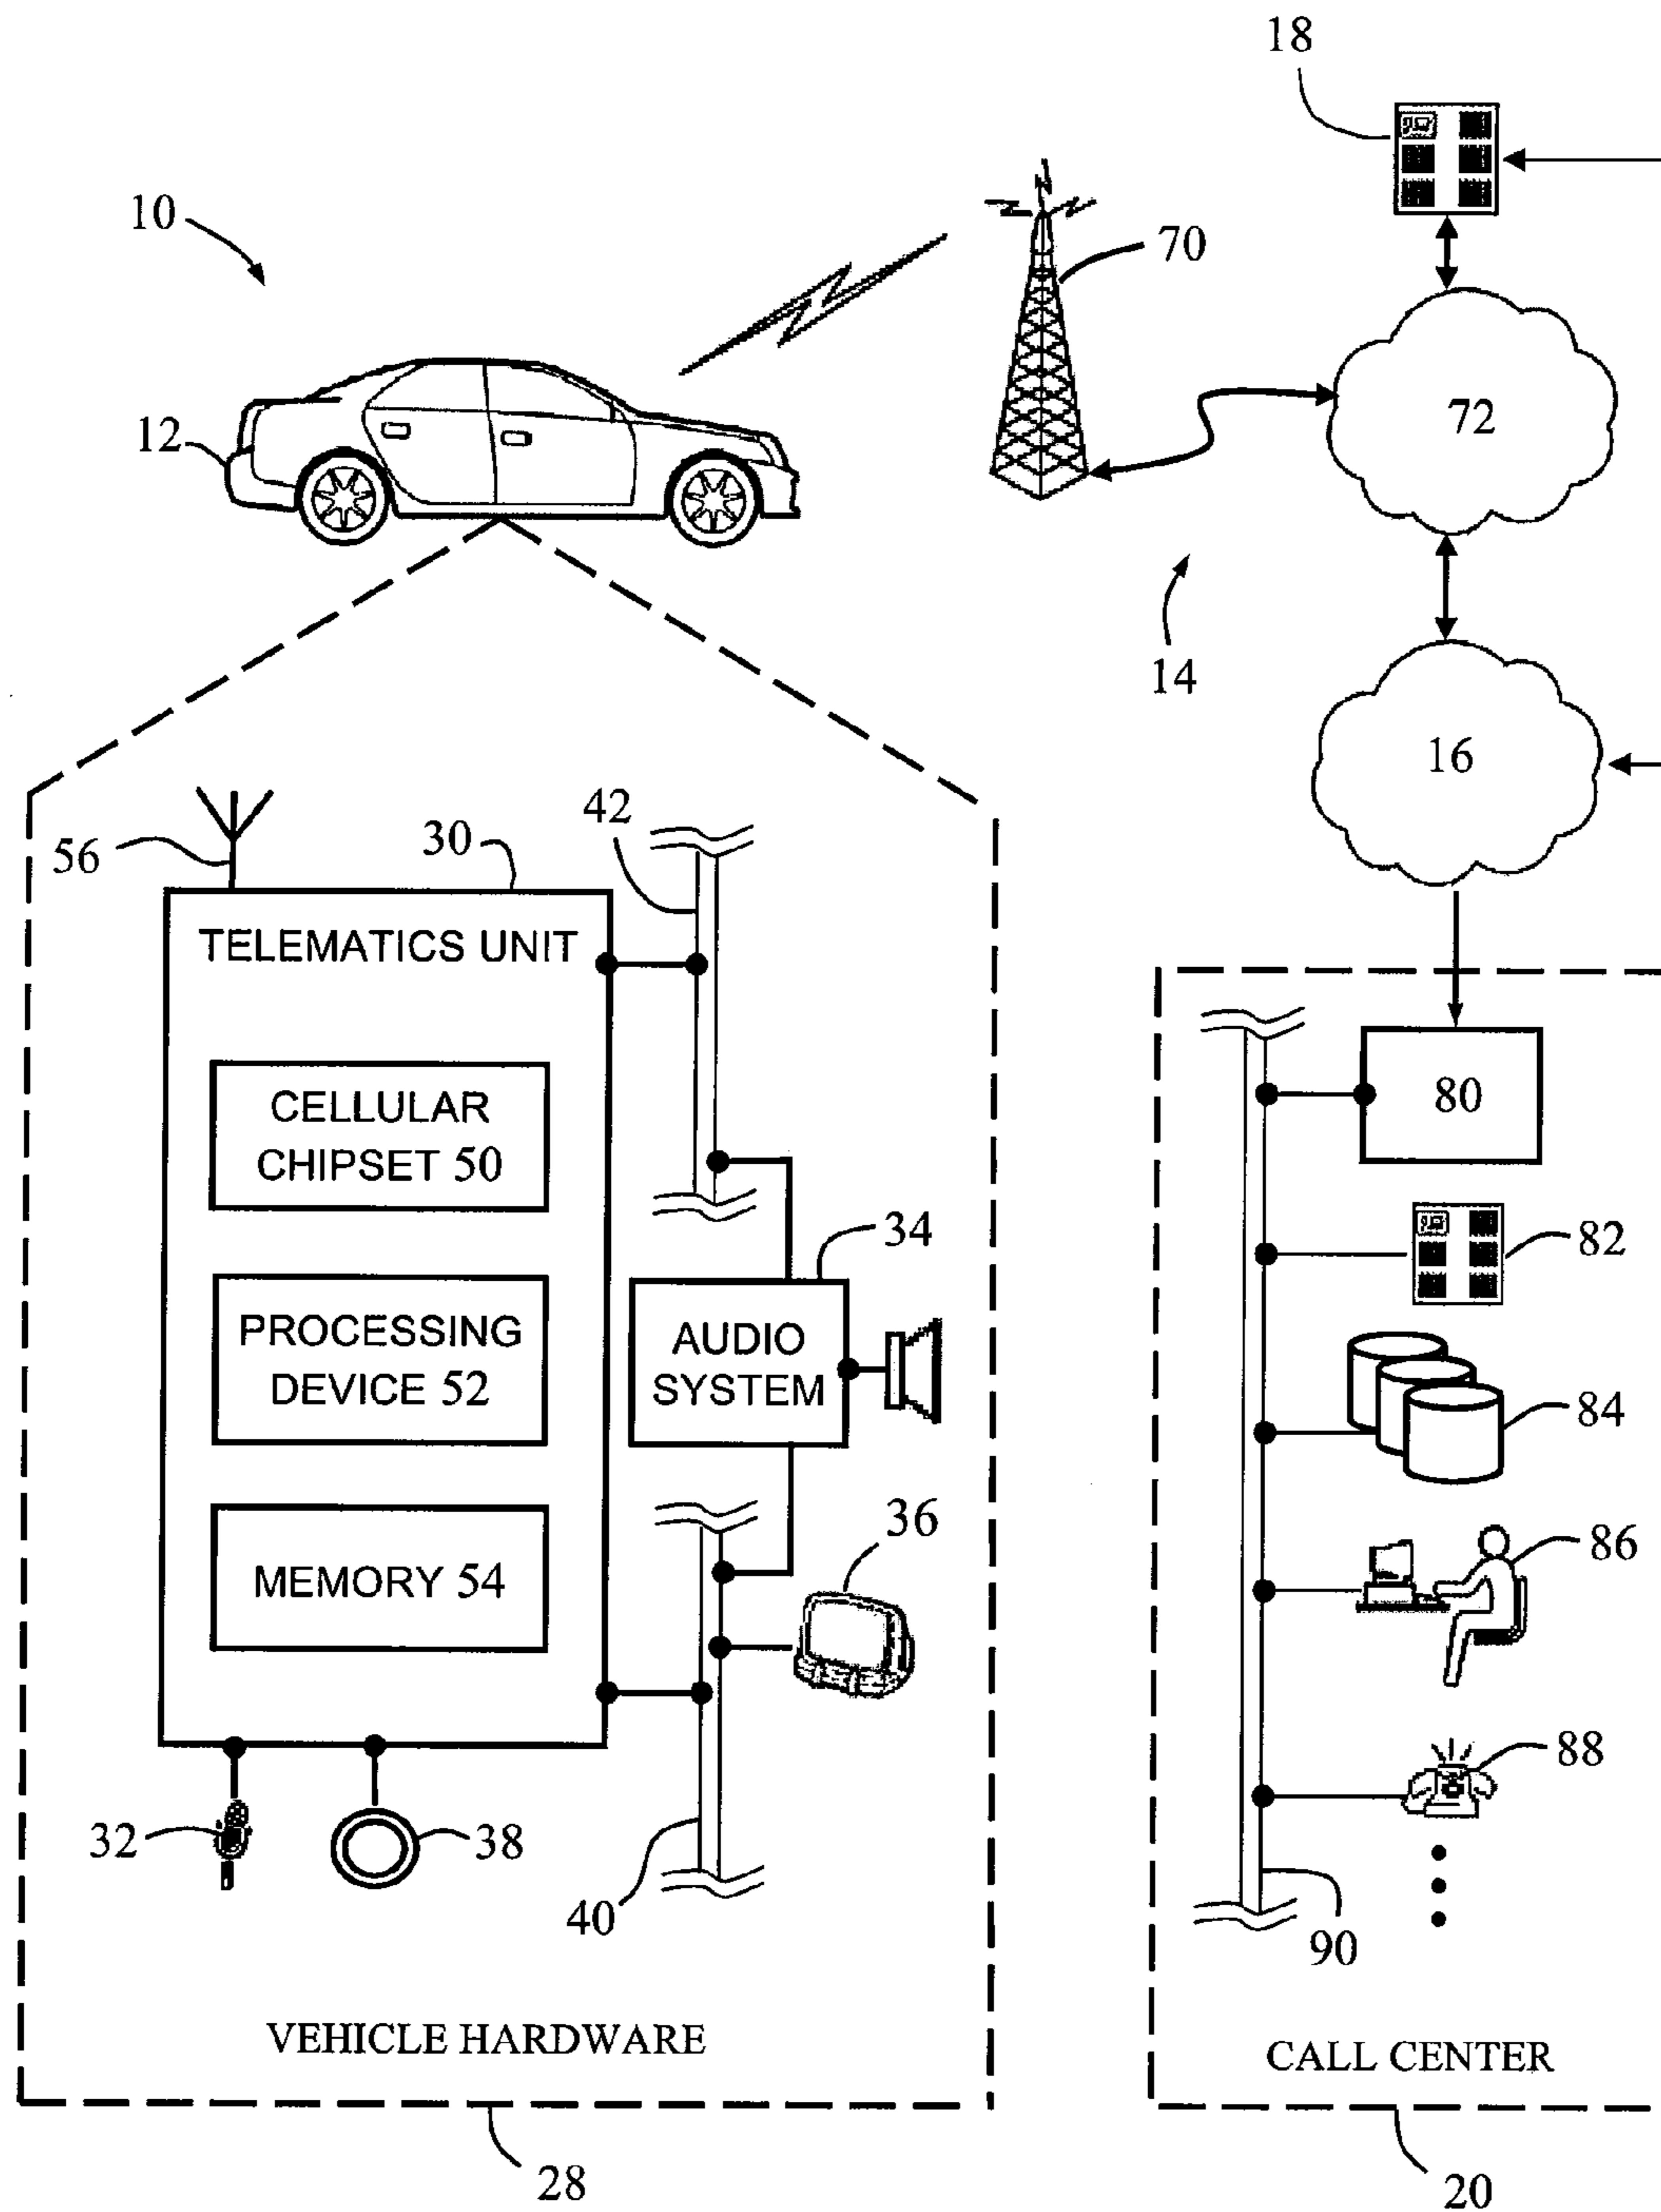 18
10
70
12
72
14
16
42
56
30
TELEMATICS UNIT
CELLULAR
CHIPSET 50
80
34
82
PROCESSING
DEVICE 52
AUDIO
SYSTEM
84
36
86
MEMORY 54
88
32
38
40
90
VEHICLE HARDWARE
CALL CENTER
28
20